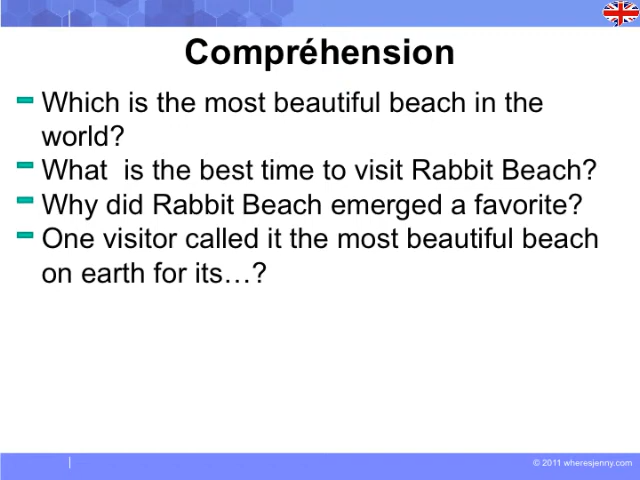 Compréhension
Which is the most beautiful beach in the
world?
What  is the best time to visit Rabbit Beach?
Why did Rabbit Beach emerged a favorite?
One visitor called it the most beautiful beach
on earth for its…?
© 2011 wheresjenny.com